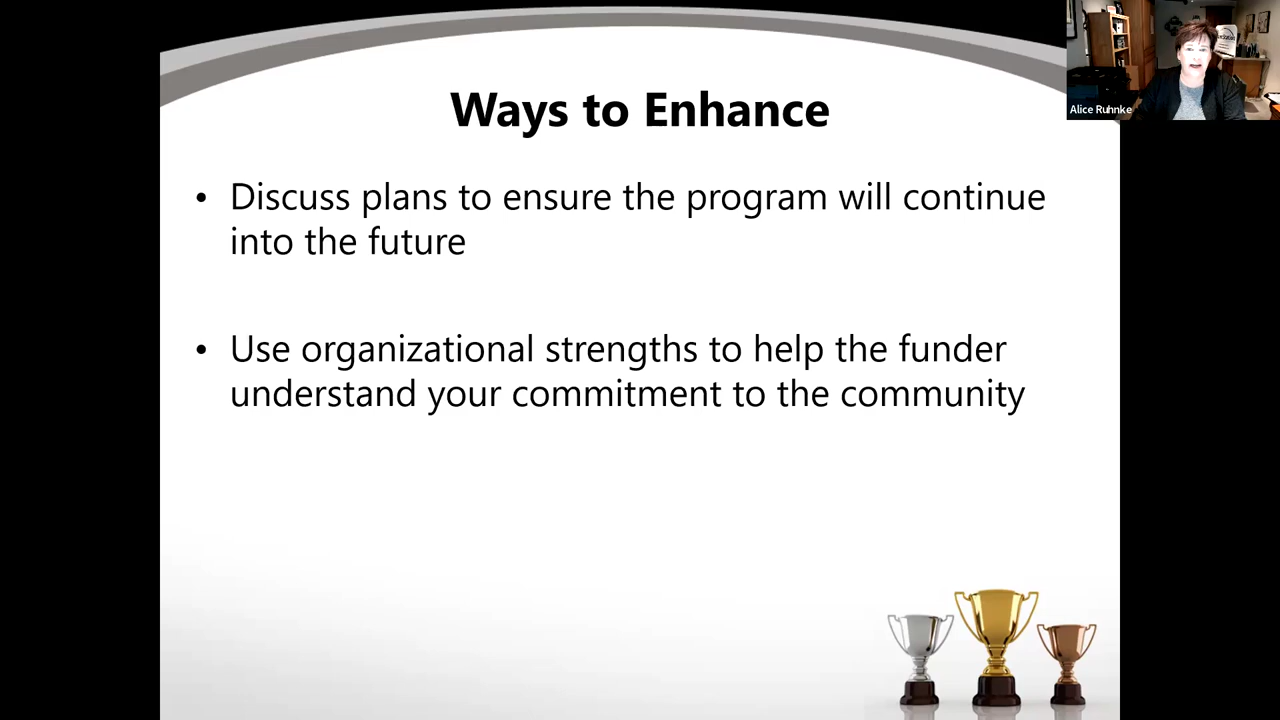 Ways to Enhance
Alice Ruhnke
• Discuss plans to ensure the program will continue
into the future
• Use organizational strengths to help the funder
understand your commitment to the community